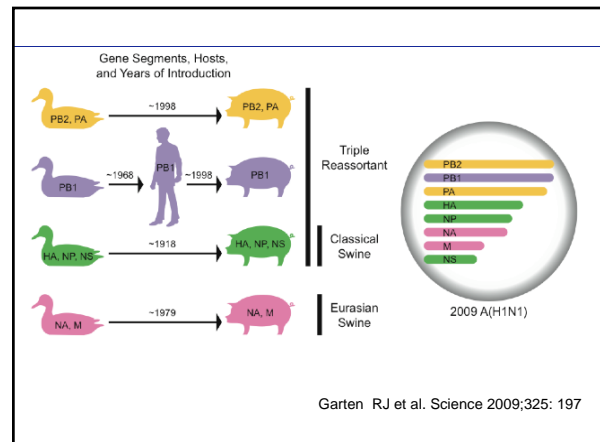 Gene Segments, Hosts,
and Years of Introduction
PB2, PA
~1998
PB2, PA
PB1
~1968
PB1
~1998
PB1
HA, NP, NS
~1918
HA, NP, NS
NA, M
~1979
NA, M
Triple
Reassortant
Classical
Swine
Eurasian
Swine
PB2
PB1
PA
HA
NP
NA
M
NS
2009 A(H1N1)
Garten RJ et al. Science 2009;325: 197